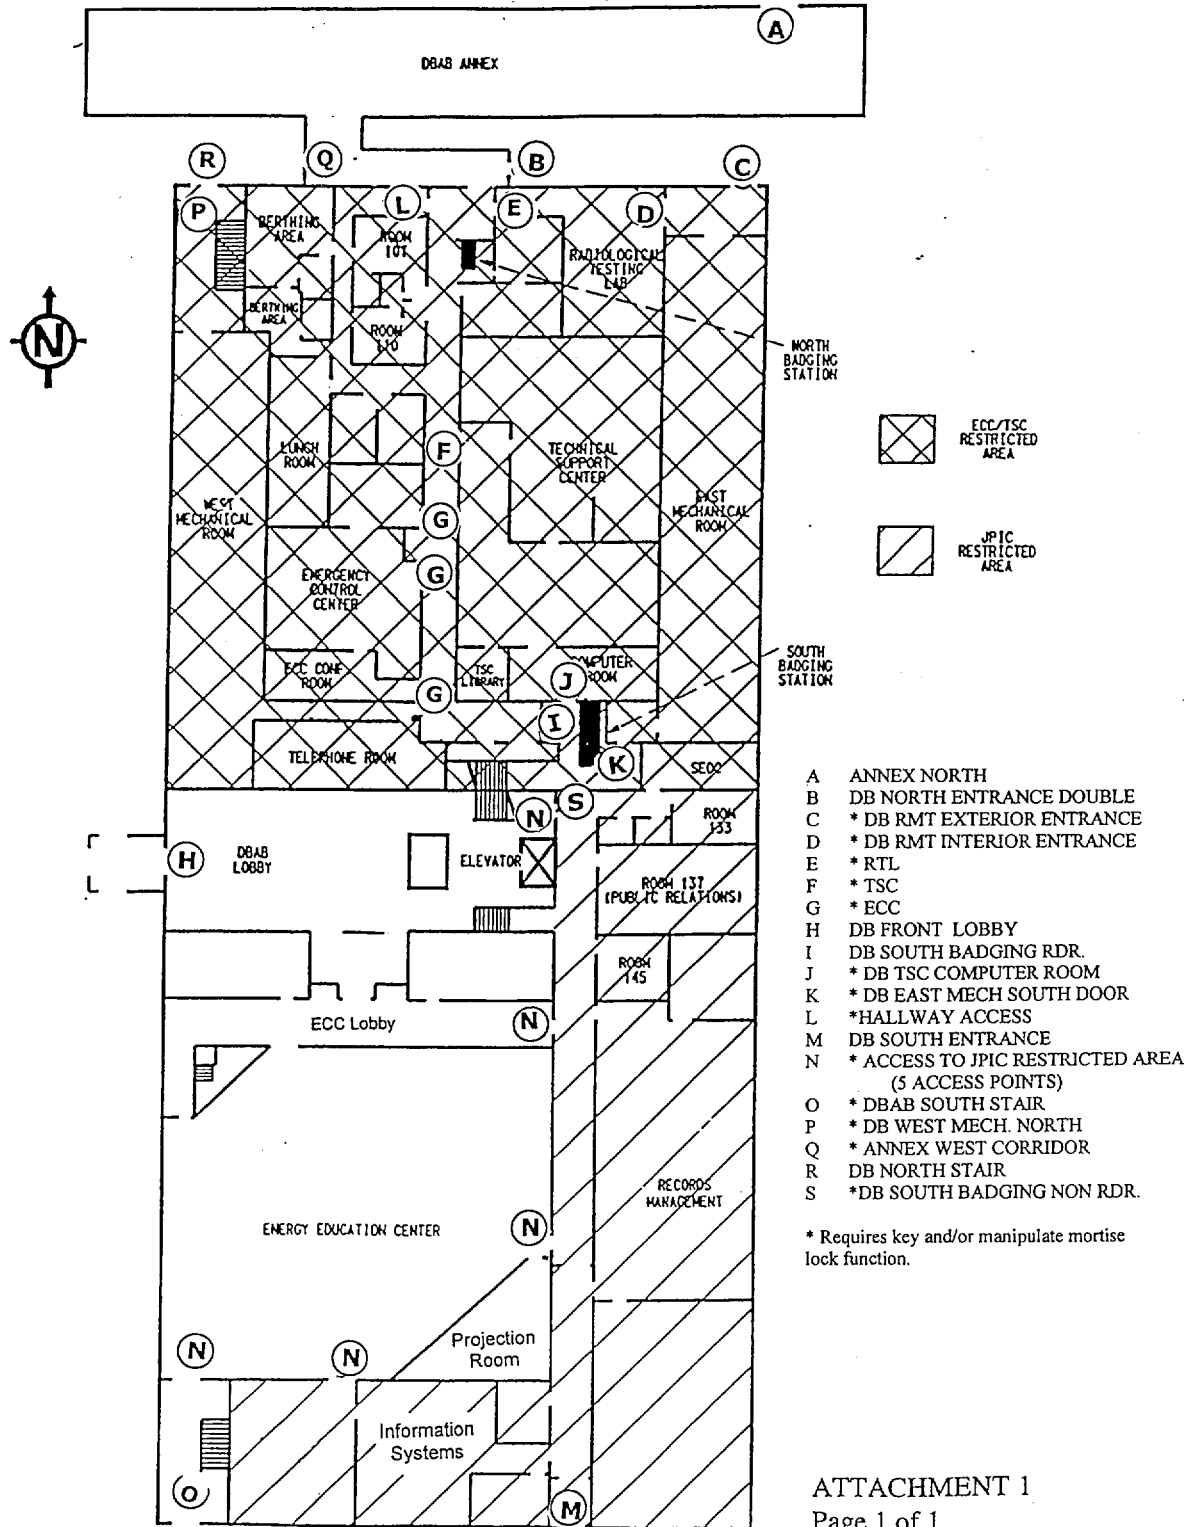 A
DBAB ANNEX
R
Q
B
C
P
BERTHING
AREA
L
E
D
ROOM
107
RADIOLOGICAL
TESTING
LAB
BERTHING
AREA
ROOM
110
N
NORTH
BADGING
STATION
LUNCH
ROOM
F
TECHNICAL
SUPPORT
CENTER
ECC/TSC
RESTRICTED
AREA
WEST
MECHANICAL
ROOM
G
EAST
MECHANICAL
ROOM
JPIC
RESTRICTED
AREA
G
EMERGENCY
CONTROL
CENTER
ECC CONF
ROOM
TSC
LIBRARY
COMPUTER
ROOM
SOUTH
BADGING
STATION
G
J
I
TELEPHONE ROOM
K
S
N
ROOM
133
DBAB
LOBBY
H
ELEVATOR
ROOM 137
(PUBLIC RELATIONS)
ROOM
145
ECC Lobby
N
ENERGY EDUCATION CENTER
N
RECORDS
MANAGEMENT
Projection
Room
N
N
Information
Systems
O
M
A ANNEX NORTH
B DB NORTH ENTRANCE DOUBLE
C * DB RMT EXTERIOR ENTRANCE
D * DB RMT INTERIOR ENTRANCE
E * RTL
F * TSC
G * ECC
H DB FRONT LOBBY
I DB SOUTH BADGING RDR.
J * DB TSC COMPUTER ROOM
K * DB EAST MECH SOUTH DOOR
L *HALLWAY ACCESS
M DB SOUTH ENTRANCE
N * ACCESS TO JPIC RESTRICTED AREA
(5 ACCESS POINTS)
O * DBAB SOUTH STAIR
P * DB WEST MECH. NORTH
Q * ANNEX WEST CORRIDOR
R DB NORTH STAIR
S *DB SOUTH BADGING NON RDR.
* Requires key and/or manipulate mortise
lock function.
ATTACHMENT 1
Page 1 of 1